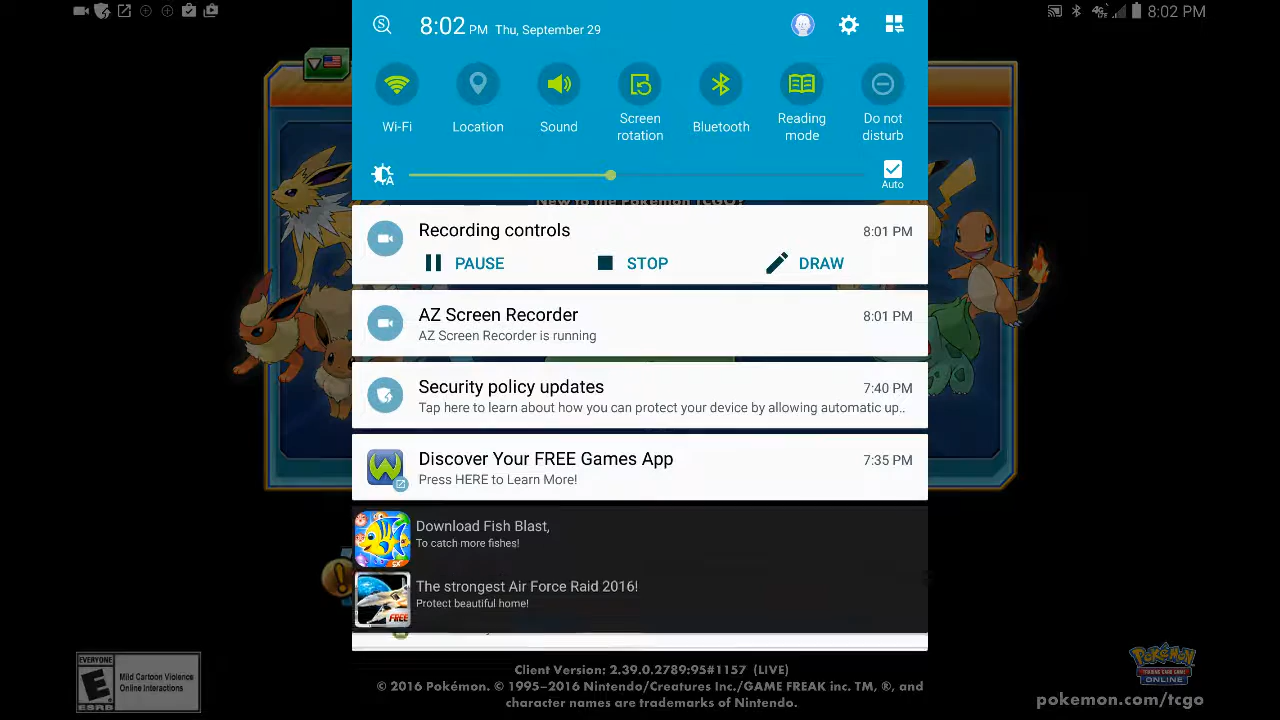 8:02 PM
8:02 PM Thu, September 29
Wi-Fi
Location
Sound
Screen
rotation
Bluetooth
Reading
mode
Do not
disturb
A
Auto
New to the Pokémon TCGO?
Recording controls
8:01 PM
PAUSE
STOP
DRAW
AZ Screen Recorder
8:01 PM
AZ Screen Recorder is running
Security policy updates
7:40 PM
Tap here to learn about how you can protect your device by allowing automatic up..
Discover Your FREE Games App
7:35 PM
Press HERE to Learn More!
Download Fish Blast,
To catch more fishes!
The strongest Air Force Raid 2016!
Protect beautiful home!
FREE
EVERYONE
E
ESRB
Mild Cartoon Violence
Online Interactions
Client Version: 2.39.0.2789:95#1157 (LIVE)
© 2016 Pokémon. © 1995–2016 Nintendo/Creatures Inc./GAME FREAK inc. TM, ®, and
character names are trademarks of Nintendo.
Pokémon
TRADING CARD GAME
ONLINE
pokemon.com/tcgo